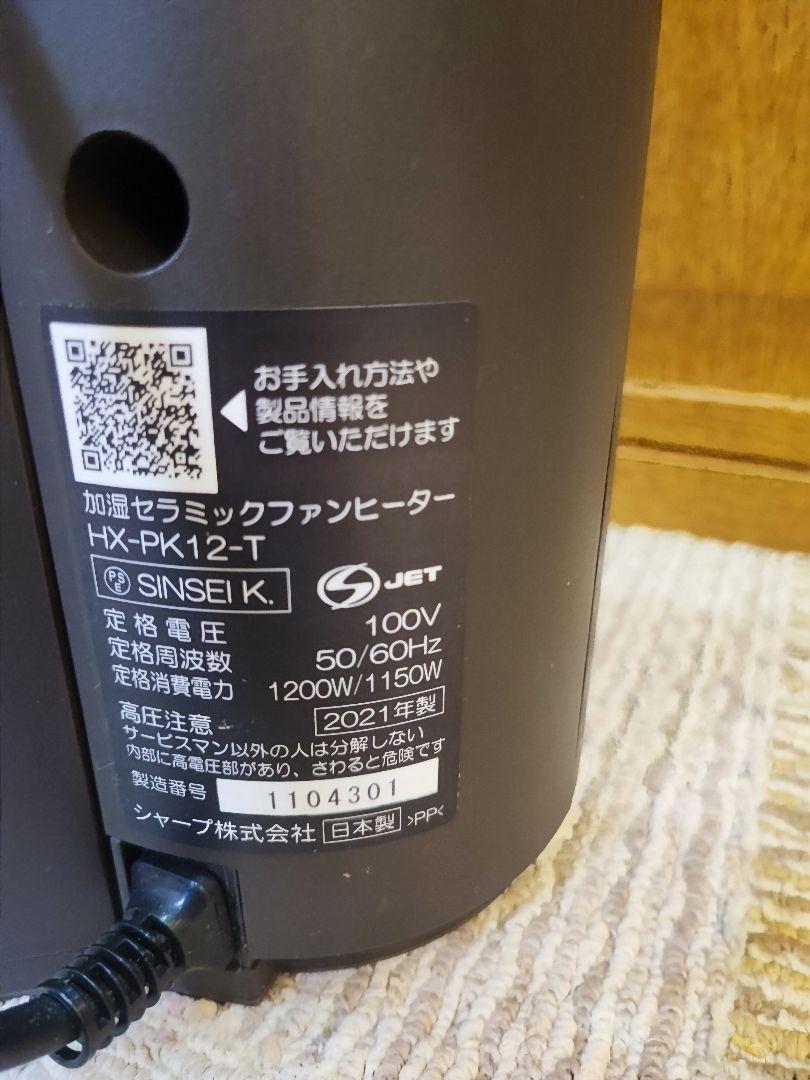 お手入れ方法や
製品情報を
ご覧いただけます
加湿セラミックファンヒーター
HX-PK12-T
PSE SINSEI K. S JET
定格電圧 100V
定格周波数 50/60Hz
定格消費電力 1200W/1150W
高圧注意 2021年製
サービスマン以外の人は分解しない
内部に高電圧部があり、さわると危険です
製造番号 1104301
シャープ株式会社 日本製 >PP<